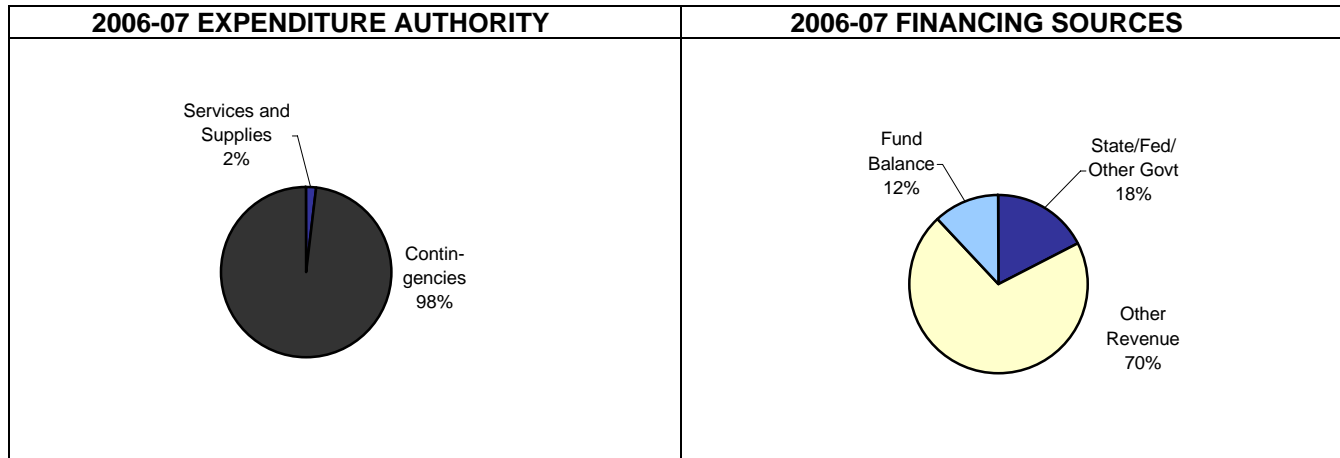 2006-07 EXPENDITURE AUTHORITY
Services and
Supplies
2%
Contin-
gencies
98%
2006-07 FINANCING SOURCES
Fund
Balance
12%
State/Fed/
Other Govt
18%
Other
Revenue
70%